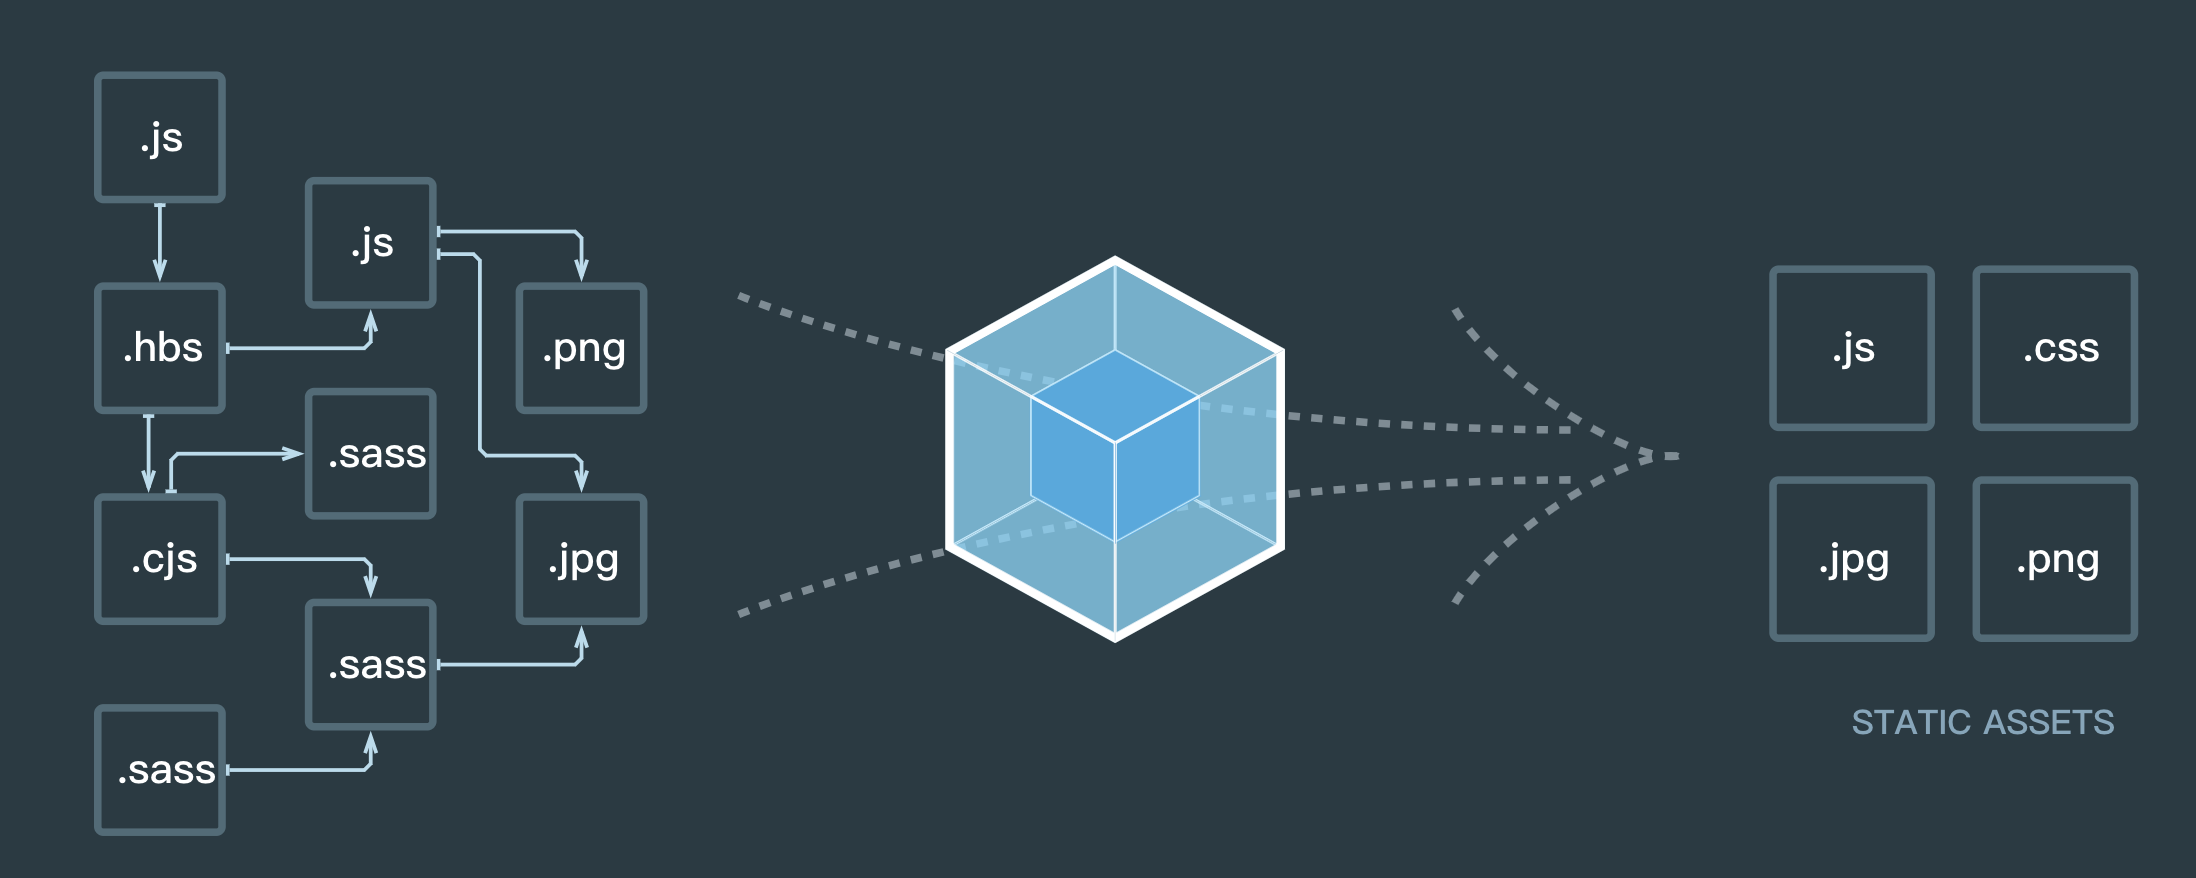 .js
.js
.hbs
.png
.sass
.cjs
.jpg
.sass
.sass
.js
.css
.jpg
.png
STATIC ASSETS